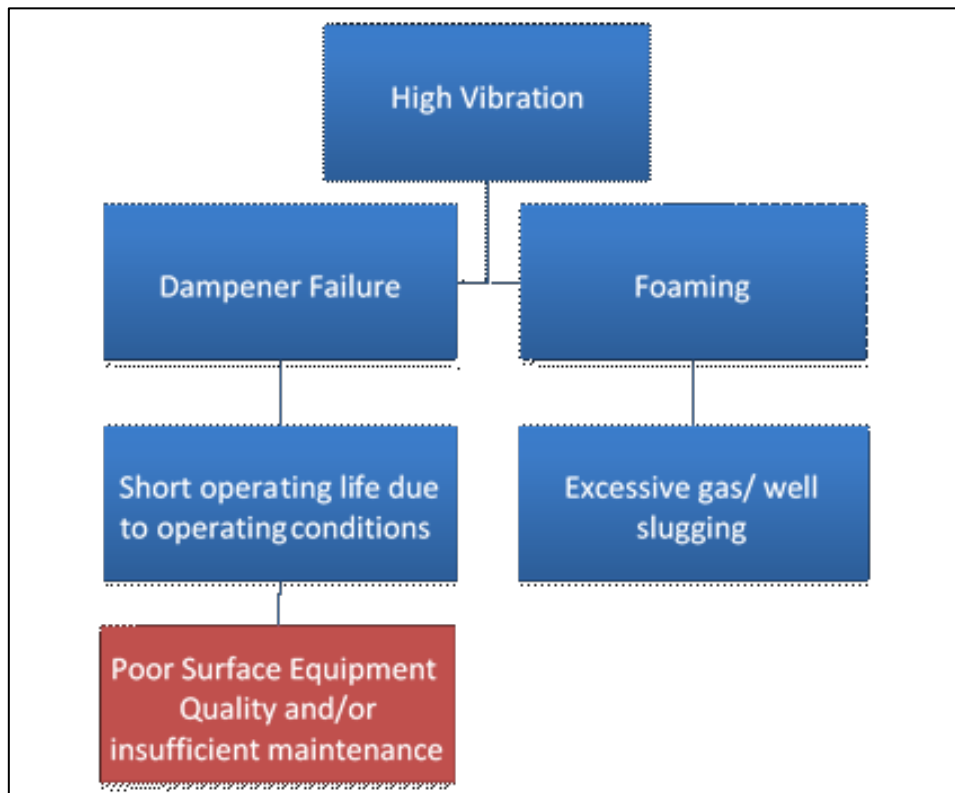 High Vibration
Dampener Failure
Foaming
Short operating life due
to operating conditions
Excessive gas/ well
slugging
Poor Surface Equipment
Quality and/or
insufficient maintenance